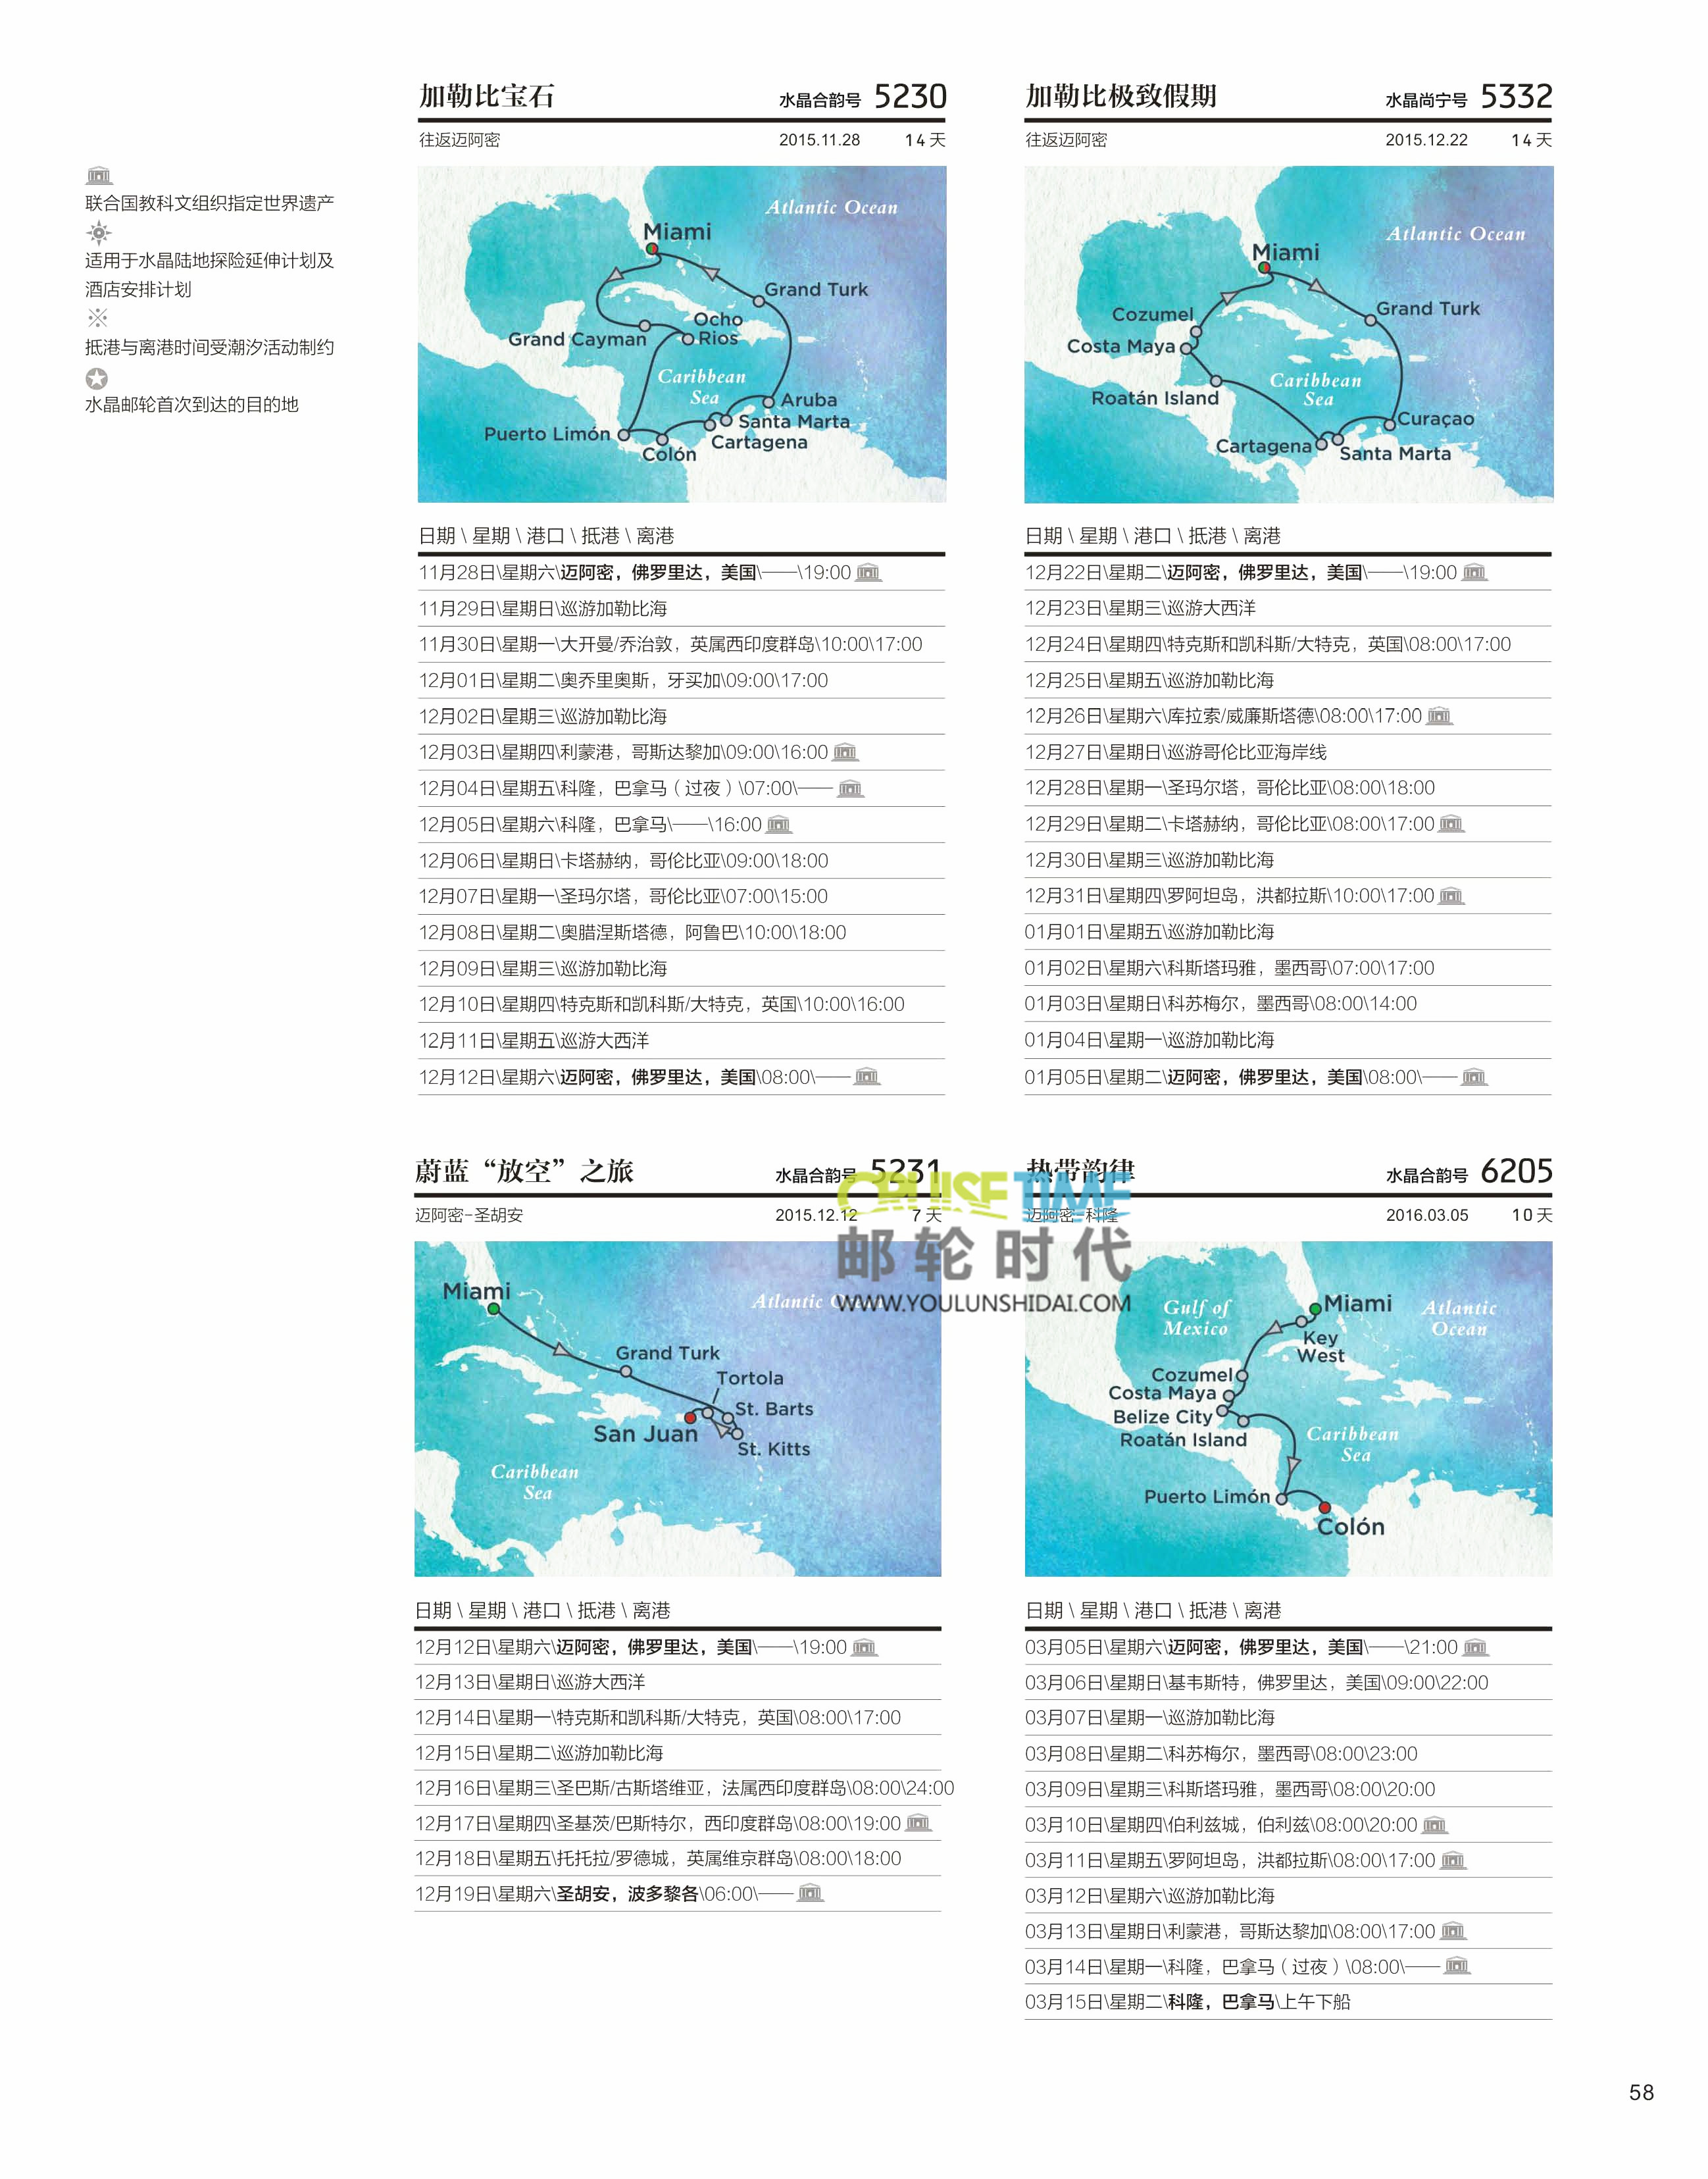 联合国教科文组织指定世界遗产
适用于水晶陆地探险延伸计划及
酒店安排计划
抵港与离港时间受潮汐活动制约
水晶邮轮首次到达的目的地
加勒比宝石 水晶合韵号 5230
往返迈阿密 2015.11.28 14天
Atlantic Ocean
Miami
Grand Turk
Ocho
Rios
Grand Cayman
Caribbean
Sea
Aruba
Santa Marta
Puerto Limón
Cartagena
Colón
日期 \ 星期 \ 港口 \ 抵港 \ 离港
11月28日\星期六\迈阿密，佛罗里达，美国\——\19:00
11月29日\星期日\巡游加勒比海
11月30日\星期一\大开曼/乔治敦，英属西印度群岛\10:00\17:00
12月01日\星期二\奥乔里奥斯，牙买加\09:00\17:00
12月02日\星期三\巡游加勒比海
12月03日\星期四\利蒙港，哥斯达黎加\09:00\16:00
12月04日\星期五\科隆，巴拿马（过夜）\07:00\——
12月05日\星期六\科隆，巴拿马\——\16:00
12月06日\星期日\卡塔赫纳，哥伦比亚\09:00\18:00
12月07日\星期一\圣玛尔塔，哥伦比亚\07:00\15:00
12月08日\星期二\奥腊涅斯塔德，阿鲁巴\10:00\18:00
12月09日\星期三\巡游加勒比海
12月10日\星期四\特克斯和凯科斯/大特克，英国\10:00\16:00
12月11日\星期五\巡游大西洋
12月12日\星期六\迈阿密，佛罗里达，美国\08:00\——
加勒比极致假期 水晶尚宁号 5332
往返迈阿密 2015.12.22 14天
Atlantic Ocean
Miami
Grand Turk
Cozumel
Costa Maya
Roatán Island
Caribbean
Sea
Curaçao
Cartagena
Santa Marta
日期 \ 星期 \ 港口 \ 抵港 \ 离港
12月22日\星期二\迈阿密，佛罗里达，美国\——\19:00
12月23日\星期三\巡游大西洋
12月24日\星期四\特克斯和凯科斯/大特克，英国\08:00\17:00
12月25日\星期五\巡游加勒比海
12月26日\星期六\库拉索/威廉斯塔德\08:00\17:00
12月27日\星期日\巡游哥伦比亚海岸线
12月28日\星期一\圣玛尔塔，哥伦比亚\08:00\18:00
12月29日\星期二\卡塔赫纳，哥伦比亚\08:00\17:00
12月30日\星期三\巡游加勒比海
12月31日\星期四\罗阿坦岛，洪都拉斯\10:00\17:00
01月01日\星期五\巡游加勒比海
01月02日\星期六\科斯塔玛雅，墨西哥\07:00\17:00
01月03日\星期日\科苏梅尔，墨西哥\08:00\14:00
01月04日\星期一\巡游加勒比海
01月05日\星期二\迈阿密，佛罗里达，美国\08:00\——
蔚蓝“放空”之旅 水晶合韵号 5231
迈阿密-圣胡安 2015.12.12 7天
Miami
Atlantic Ocean
Grand Turk
Tortola
St. Barts
San Juan
St. Kitts
Caribbean
Sea
日期 \ 星期 \ 港口 \ 抵港 \ 离港
12月12日\星期六\迈阿密，佛罗里达，美国\——\19:00
12月13日\星期日\巡游大西洋
12月14日\星期一\特克斯和凯科斯/大特克，英国\08:00\17:00
12月15日\星期二\巡游加勒比海
12月16日\星期三\圣巴斯/古斯塔维亚，法属西印度群岛\08:00\24:00
12月17日\星期四\圣基茨/巴斯特尔，西印度群岛\08:00\19:00
12月18日\星期五\托托拉/罗德城，英属维京群岛\08:00\18:00
12月19日\星期六\圣胡安，波多黎各\06:00\——
CRUISE TIME
邮轮时代
WWW.YOULUNSHIDAI.COM
热带韵律 水晶合韵号 6205
迈阿密-科隆 2016.03.05 10天
Gulf of
Mexico
Miami
Atlantic
Ocean
Key
West
Cozumel
Costa Maya
Belize City
Roatán Island
Caribbean
Sea
Puerto Limón
Colón
日期 \ 星期 \ 港口 \ 抵港 \ 离港
03月05日\星期六\迈阿密，佛罗里达，美国\——\21:00
03月06日\星期日\基韦斯特，佛罗里达，美国\09:00\22:00
03月07日\星期一\巡游加勒比海
03月08日\星期二\科苏梅尔，墨西哥\08:00\23:00
03月09日\星期三\科斯塔玛雅，墨西哥\08:00\20:00
03月10日\星期四\伯利兹城，伯利兹\08:00\20:00
03月11日\星期五\罗阿坦岛，洪都拉斯\08:00\17:00
03月12日\星期六\巡游加勒比海
03月13日\星期日\利蒙港，哥斯达黎加\08:00\17:00
03月14日\星期一\科隆，巴拿马（过夜）\08:00\——
03月15日\星期二\科隆，巴拿马\上午下船
58